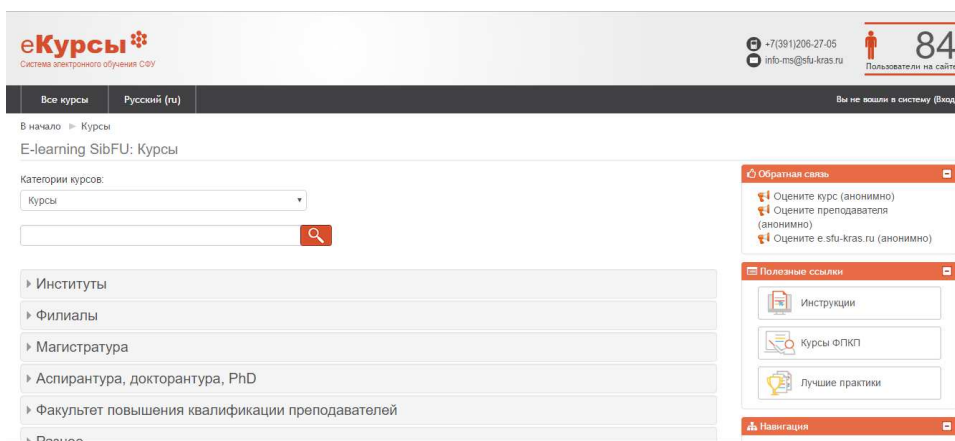 еКурсы
Система электронного обучения СФУ
+7(391)206-27-05
info-ms@sfu-kras.ru
84
Пользователи на сайте
Все курсы
Русский (ru)
Вы не вошли в систему (Вход
В начало
Курсы
E-learning SibFU: Курсы
Категории курсов:
Курсы
Институты
Филиалы
Магистратура
Аспирантура, докторантура, PhD
Факультет повышения квалификации преподавателей
Разное
Обратная связь
Оцените курс (анонимно)
Оцените преподавателя
(анонимно)
Оцените e.sfu-kras.ru (анонимно)
Полезные ссылки
Инструкции
Курсы ФПКП
Лучшие практики
Навигация